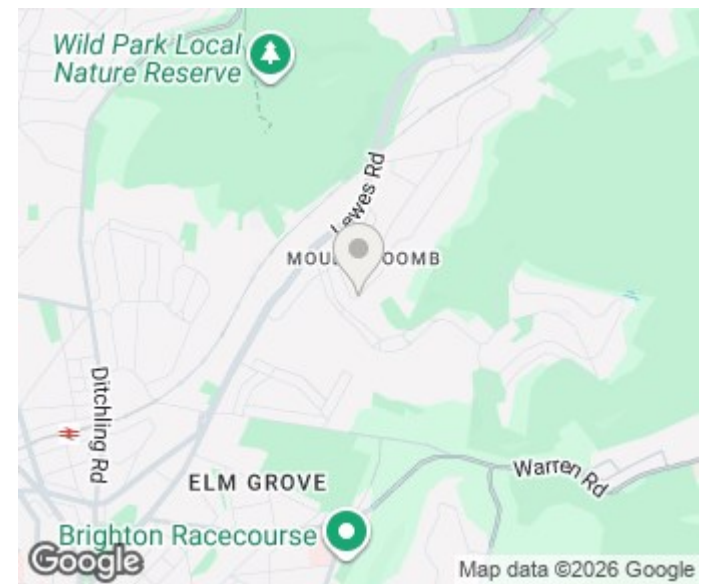 Wild Park Local
Nature Reserve
Lewes Rd
Ditchling Rd
ELM GROVE
Warren Rd
Brighton Racecourse
Google
Map data ©2026 Google